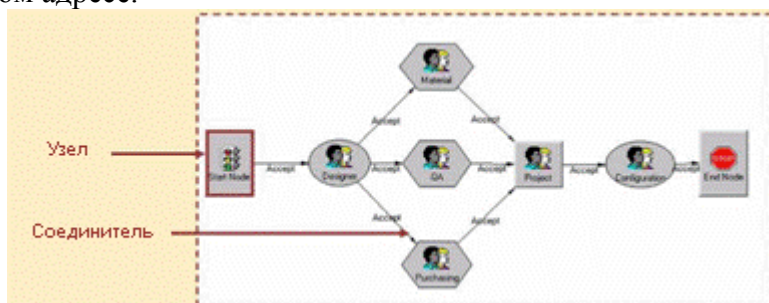 ом адресе.
Material
Accept
Accept
Узел
Start Node
Accept
Designer
Accept
QA
Accept
Project
Accept
Configuration
Accept
End Node
Соединитель
Accept
Accept
Purchasing